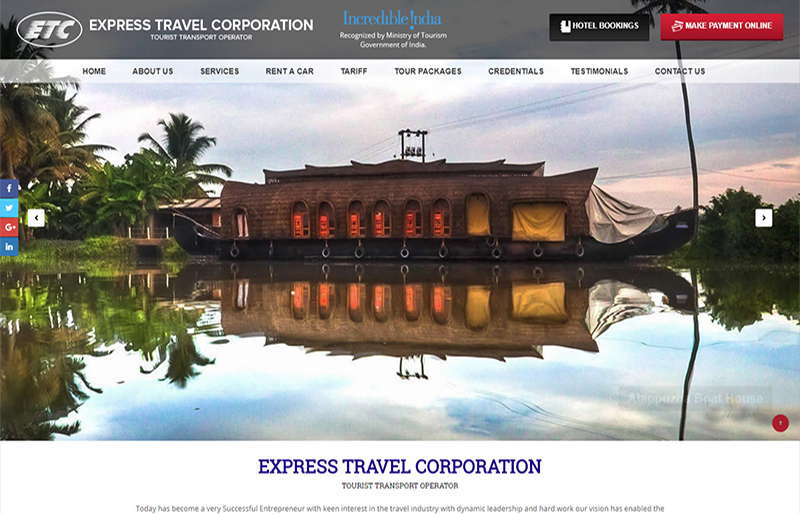 ETC
EXPRESS TRAVEL CORPORATION
TOURIST TRANSPORT OPERATOR
Incredible !ndia
Recognized by Ministry of Tourism
Government of India.
HOTEL BOOKINGS
MAKE PAYMENT ONLINE
HOME
ABOUT US
SERVICES
RENT A CAR
TARIFF
TOUR PACKAGES
CREDENTIALS
TESTIMONIALS
CONTACT US
Alappuzha Boat House
EXPRESS TRAVEL CORPORATION
TOURIST TRANSPORT OPERATOR
Today has become a very Successful Entrepreneur with keen interest in the travel industry with dynamic leadership and hard work our vision has enabled the